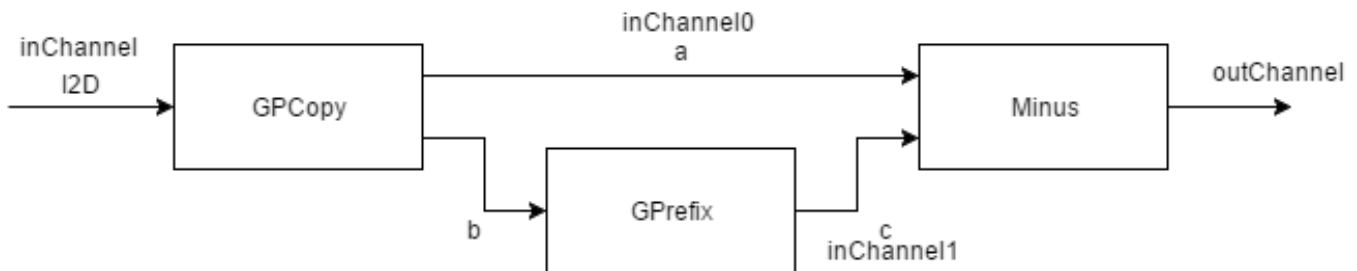 inChannel
I2D
GPCopy
inChannel0
a
b
GPrefix
c
inChannel1
Minus
outChannel